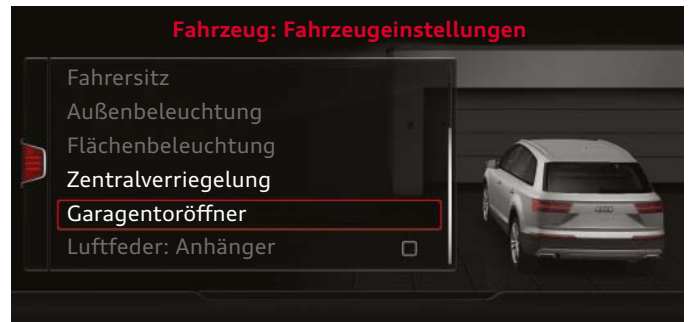 Fahrzeug: Fahrzeugeinstellungen
Fahrersitz
Außenbeleuchtung
Flächenbeleuchtung
Zentralverriegelung
Garagentoröffner
Luftfeder: Anhänger